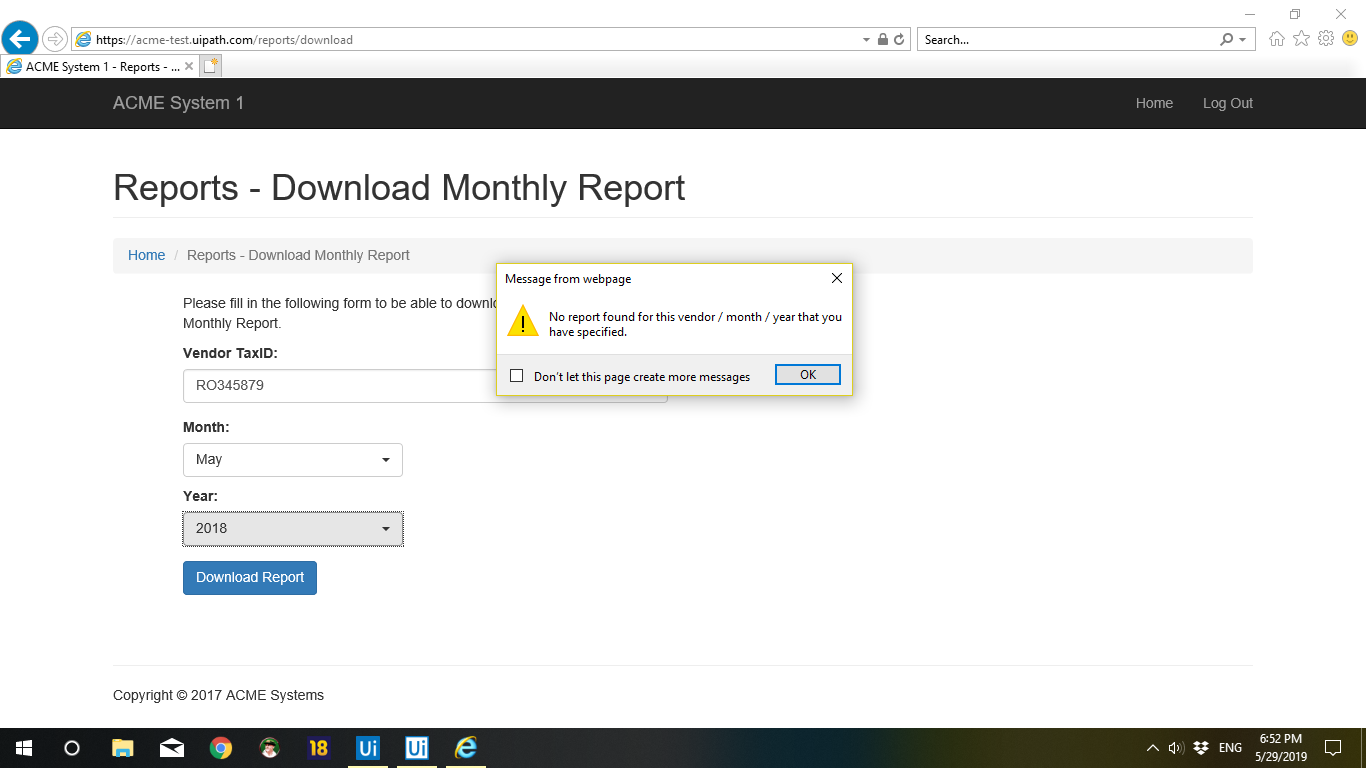 https://acme-test.uipath.com/reports/download
Search...
ACME System 1 - Reports - ...
ACME System 1
Home
Log Out
Reports - Download Monthly Report
Home / Reports - Download Monthly Report
Message from webpage
No report found for this vendor / month / year that you
have specified.
Don't let this page create more messages
OK
Please fill in the following form to be able to
Monthly Report.
Vendor TaxID:
RO345879
Month:
May
Year:
2018
Download Report
Copyright © 2017 ACME Systems
18
Ui
Ui
ENG
6:52 PM
5/29/2019